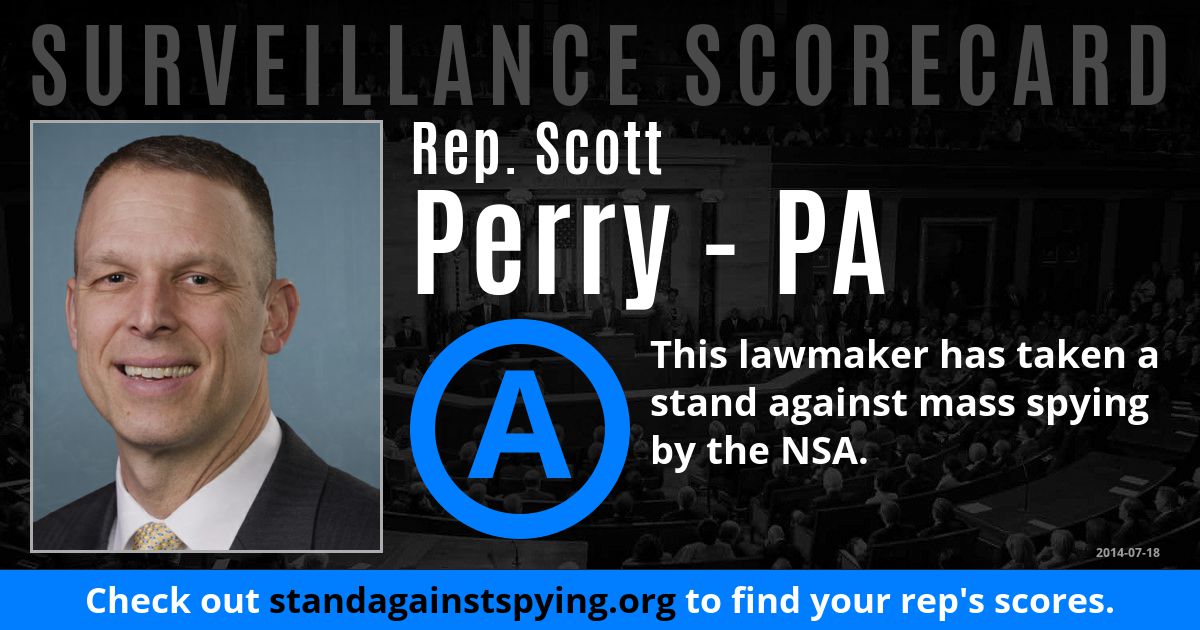 SURVEILLANCE SCORECARD
Rep. Scott
Perry - PA
A
This lawmaker has taken a
stand against mass spying
by the NSA.
2014-07-18
Check out standagainstspying.org to find your rep's scores.